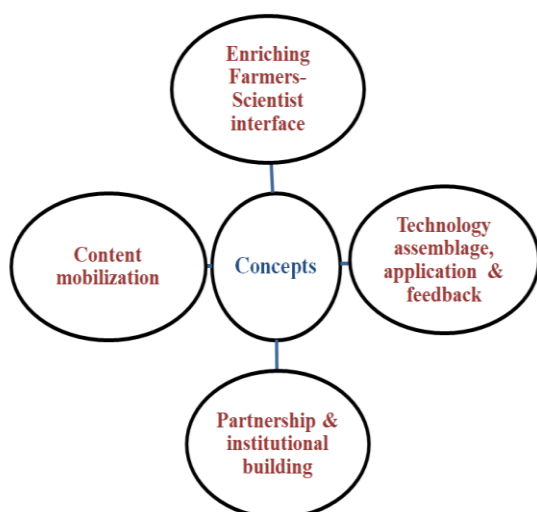 Enriching
Farmers-
Scientist
interface
Content
mobilization
Concepts
Technology
assemblage,
application &
feedback
Partnership &
institutional
building